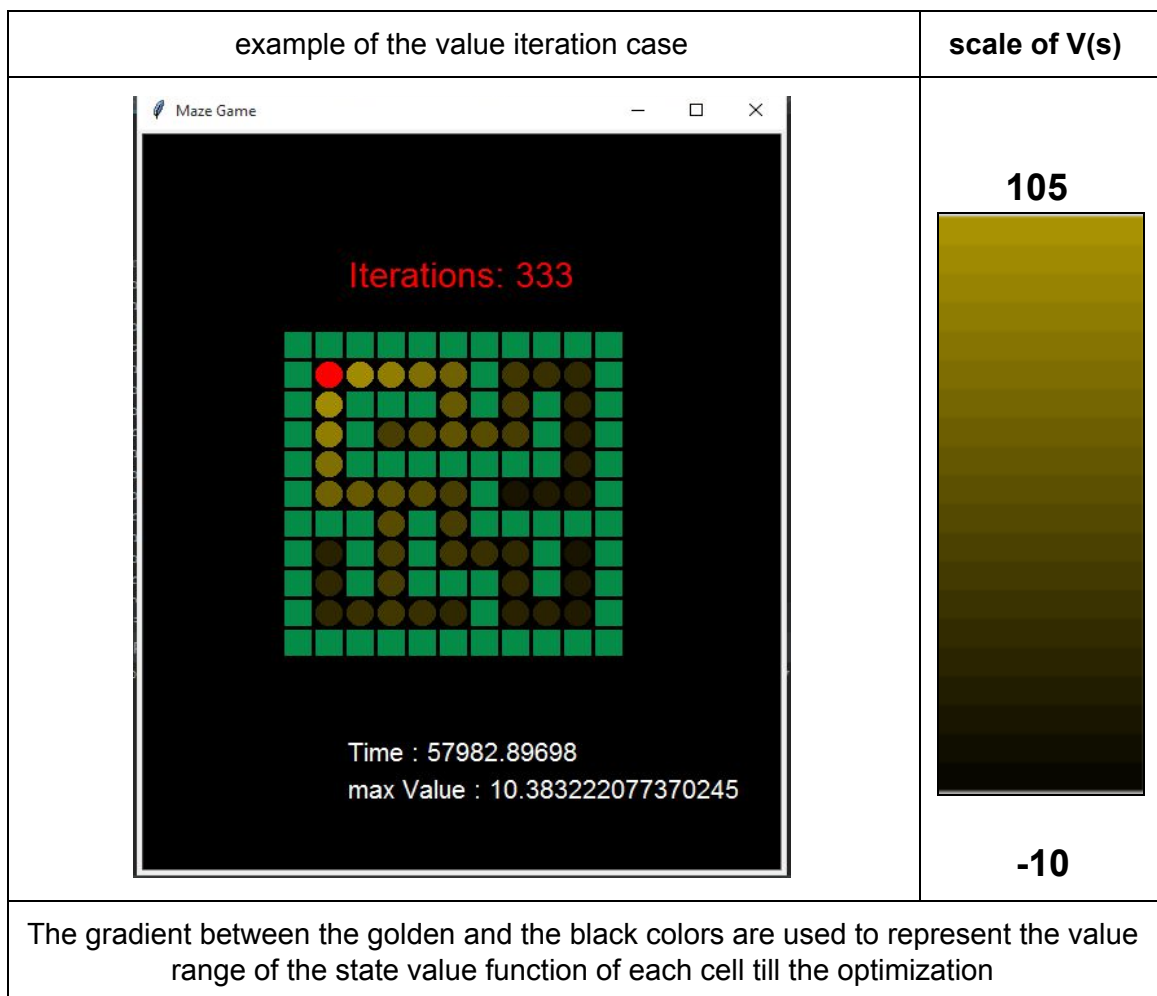 example of the value iteration case
scale of V(s)
Maze Game
Iterations: 333
Time : 57982.89698
max Value : 10.383222077370245
105
-10
The gradient between the golden and the black colors are used to represent the value
range of the state value function of each cell till the optimization